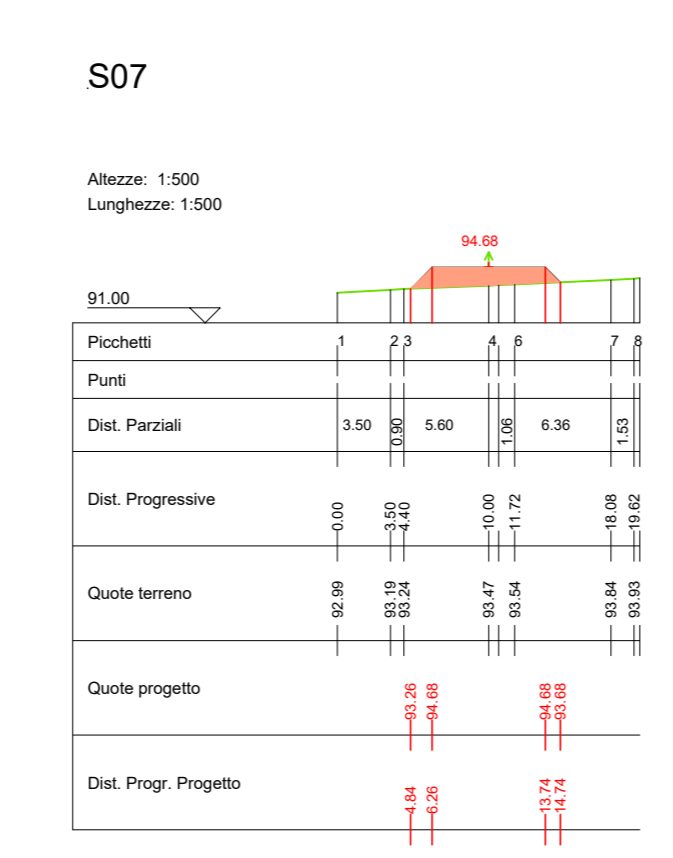 S07
Altezze: 1:500
Lunghezze: 1:500
94.68
91.00
Picchetti 1 2 3 4 6 7 8
Punti
Dist. Parziali 3.50 0.90 5.60 1.06 6.36 1.53
Dist. Progressive 0.00 3.50 4.40 10.00 11.72 18.08 19.62
Quote terreno 92.99 93.19 93.24 93.47 93.54 93.84 93.93
Quote progetto 93.26 94.68 94.68 93.68
Dist. Progr. Progetto 4.84 6.26 13.74 14.74